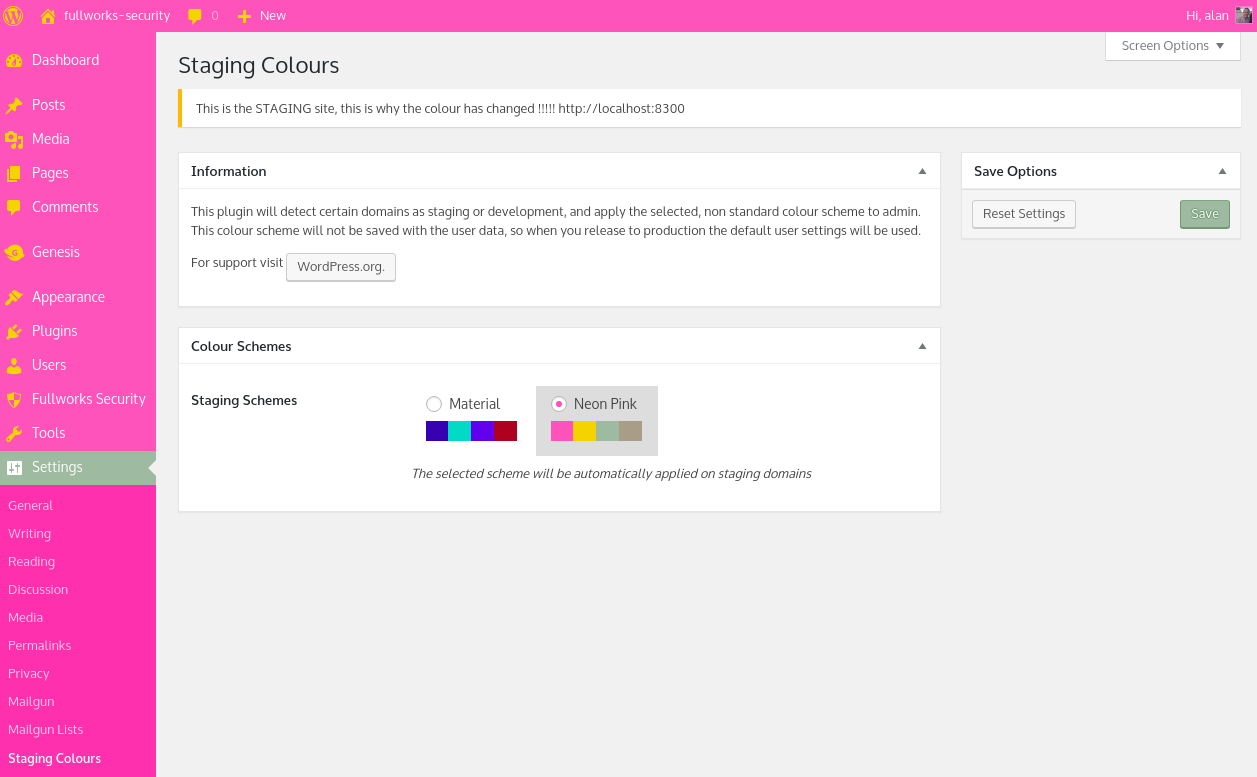 fullworks-security
0
New
Hi, alan
Dashboard
Posts
Media
Pages
Comments
Genesis
Appearance
Plugins
Users
Fullworks Security
Tools
Settings
General
Writing
Reading
Discussion
Media
Permalinks
Privacy
Mailgun
Mailgun Lists
Staging Colours
Screen Options
Staging Colours
This is the STAGING site, this is why the colour has changed !!!!! http://localhost:8300
Information
This plugin will detect certain domains as staging or development, and apply the selected, non standard colour scheme to admin.
This colour scheme will not be saved with the user data, so when you release to production the default user settings will be used.
For support visit WordPress.org.
Colour Schemes
Staging Schemes
Material
Neon Pink
The selected scheme will be automatically applied on staging domains
Save Options
Reset Settings
Save